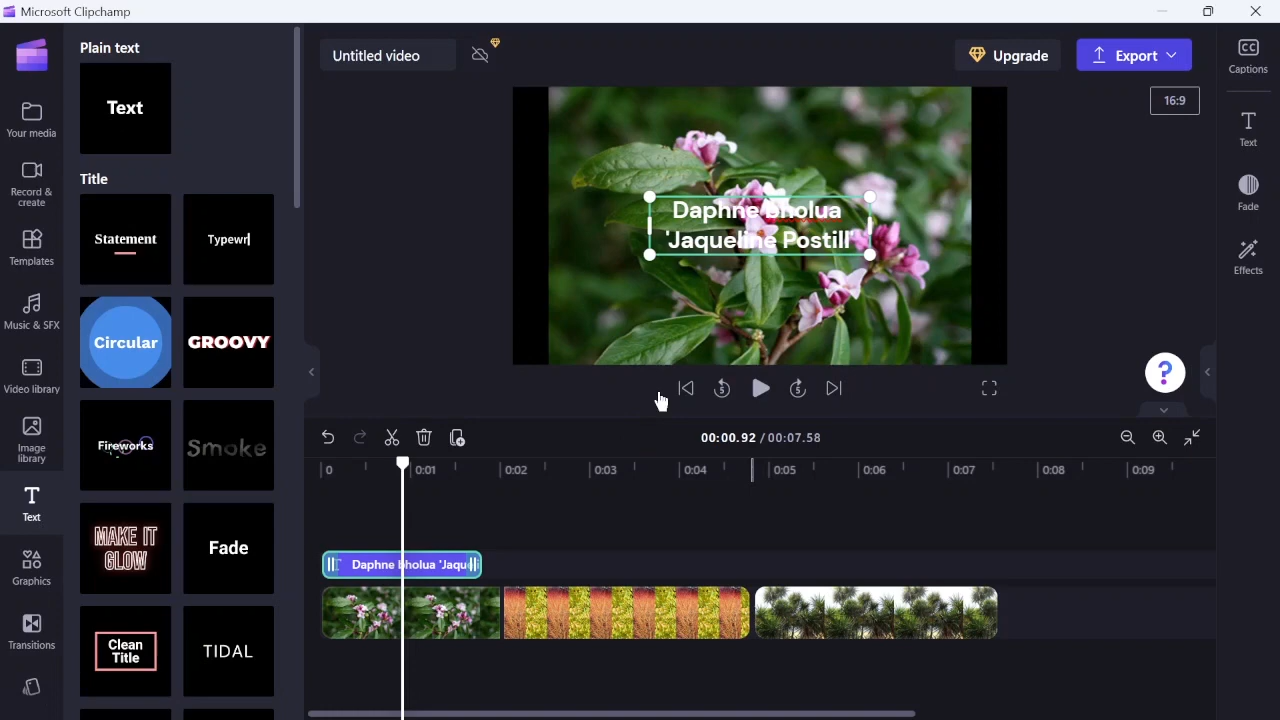 Microsoft Clipchamp
Your media
Record &
create
Templates
Music & SFX
Video library
Image
library
Text
Graphics
Transitions
Plain text
Text
Title
Statement
Typewr
Circular
GROOVY
Fireworks
Smoke
MAKE IT
GLOW
Fade
Clean
Title
TIDAL
Untitled video
Upgrade
Export
16:9
Daphne bholua
'Jaqueline Postill'
5
5
?
CC
Captions
Text
Fade
Effects
00:00.92 / 00:07.58
0
0:01
0:02
0:03
0:04
0:05
0:06
0:07
0:08
0:09
Daphne bholua 'Jaqu